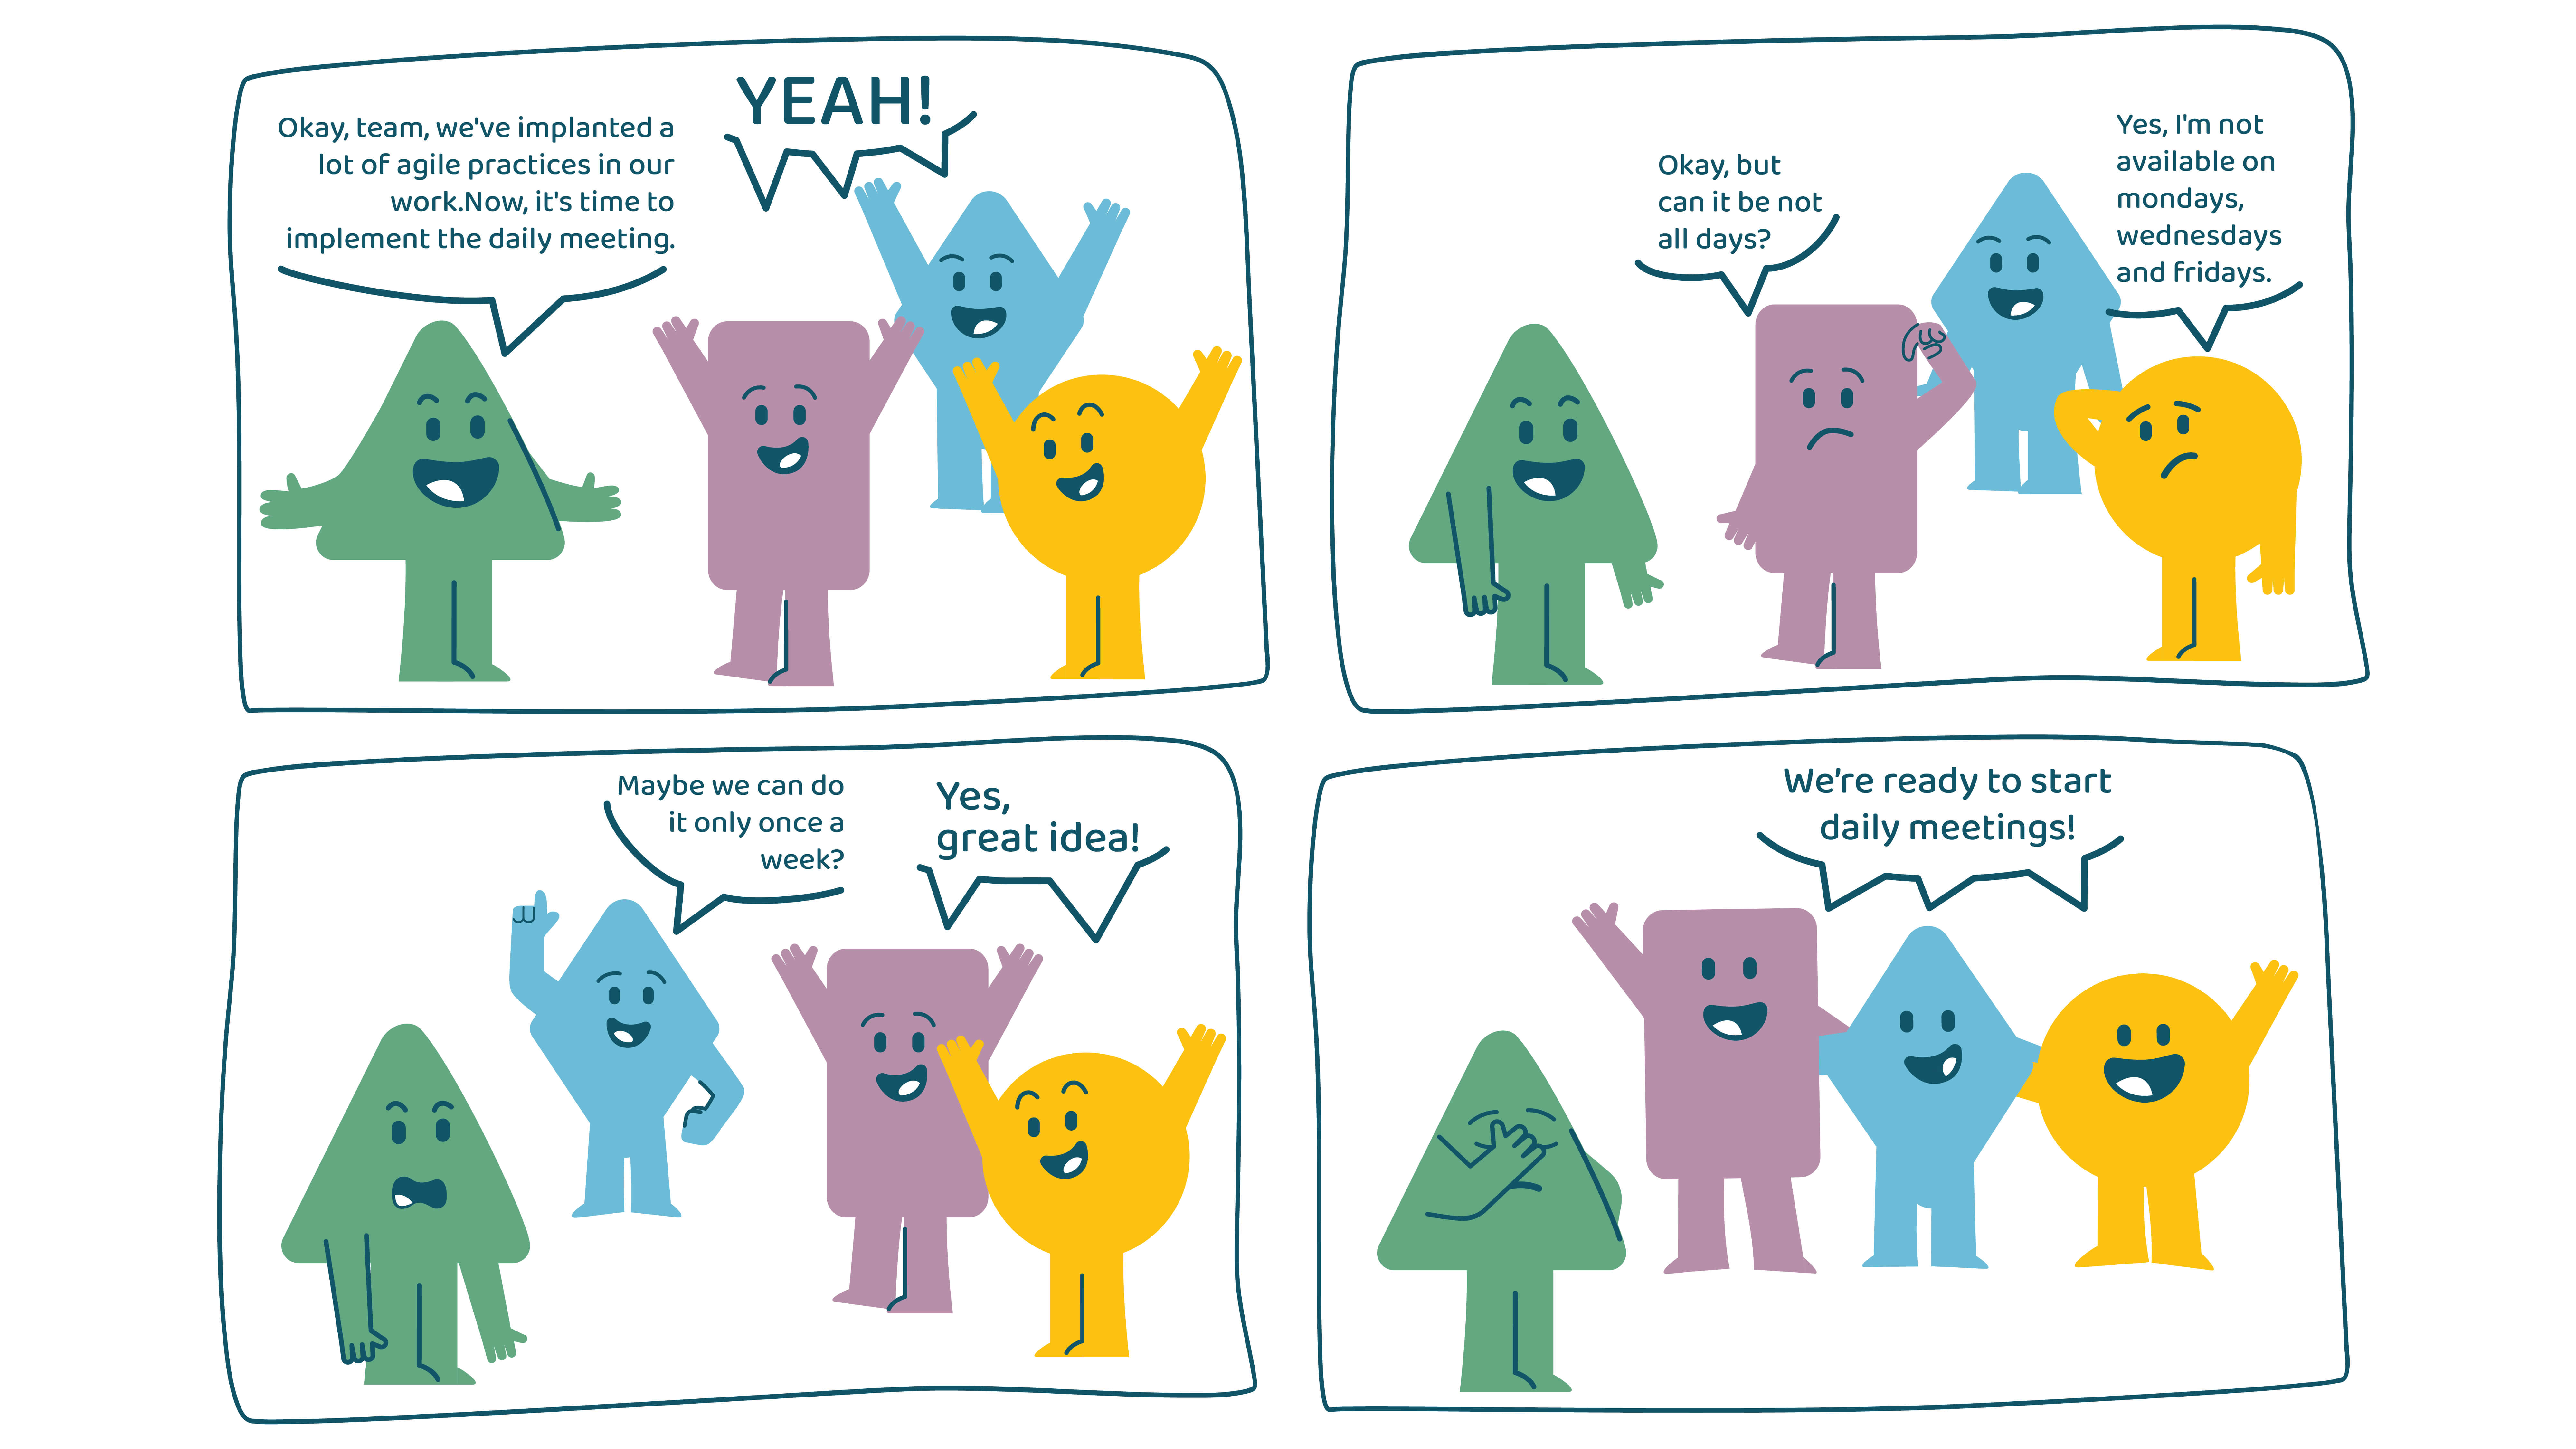 Okay, team, we've implanted a
lot of agile practices in our
work.Now, it's time to
implement the daily meeting.
YEAH!
Okay, but
can it be not
all days?
Yes, I'm not
available on
mondays,
wednesdays
and fridays.
Maybe we can do
it only once a
week?
Yes,
great idea!
We're ready to start
daily meetings!